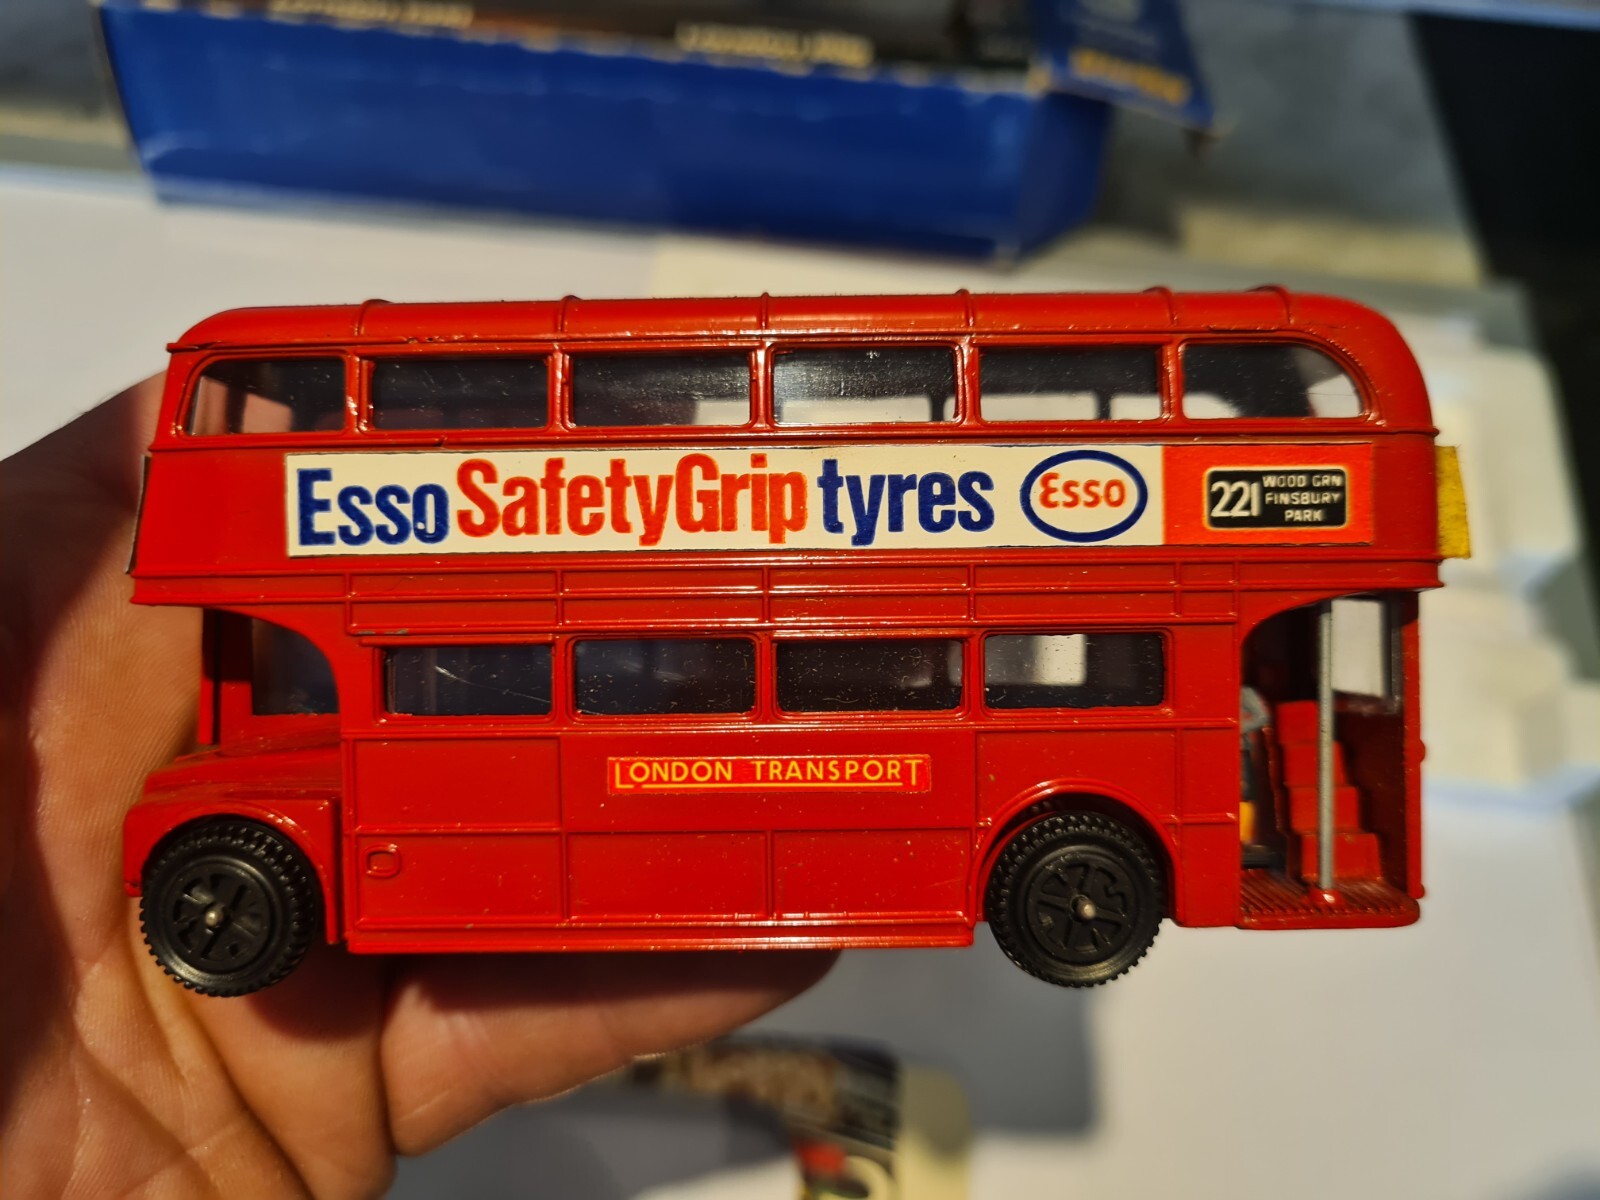 Esso SafetyGrip tyres
Esso
221
WOOD GRN
FINSBURY
PARK
LONDON TRANSPORT